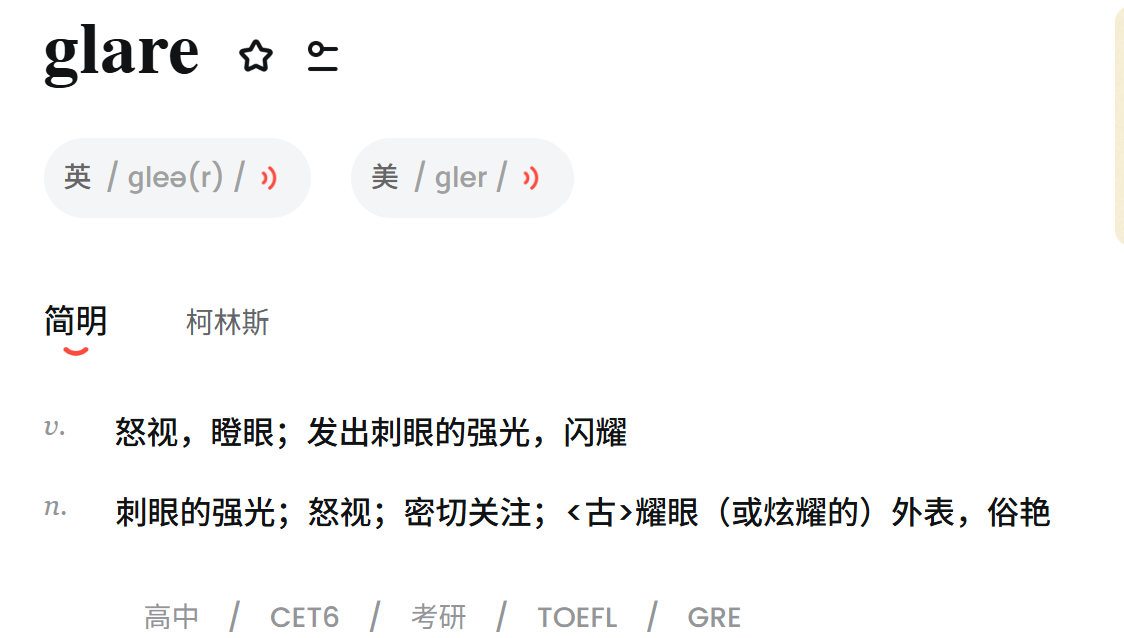 glare
英 / ɡleə(r) / 美 / ɡler /
简明 柯林斯
v. 怒视，瞪眼；发出刺眼的强光，闪耀
n. 刺眼的强光；怒视；密切关注；<古>耀眼（或炫耀的）外表，俗艳
高中 / CET6 / 考研 / TOEFL / GRE